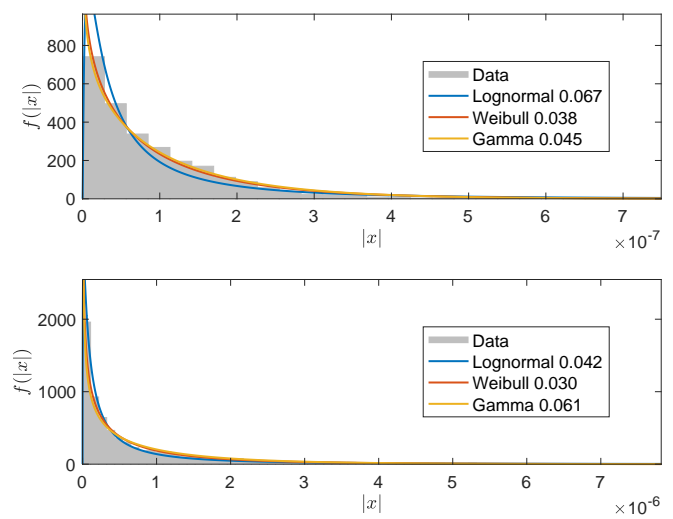 800
600
400
200
0
f(|x|)
Data
Lognormal 0.067
Weibull 0.038
Gamma 0.045
0 1 2 3 4 5 6 7
|x|
×10-7
2000
1000
0
f(|x|)
Data
Lognormal 0.042
Weibull 0.030
Gamma 0.061
0 1 2 3 4 5 6 7
|x|
×10-6